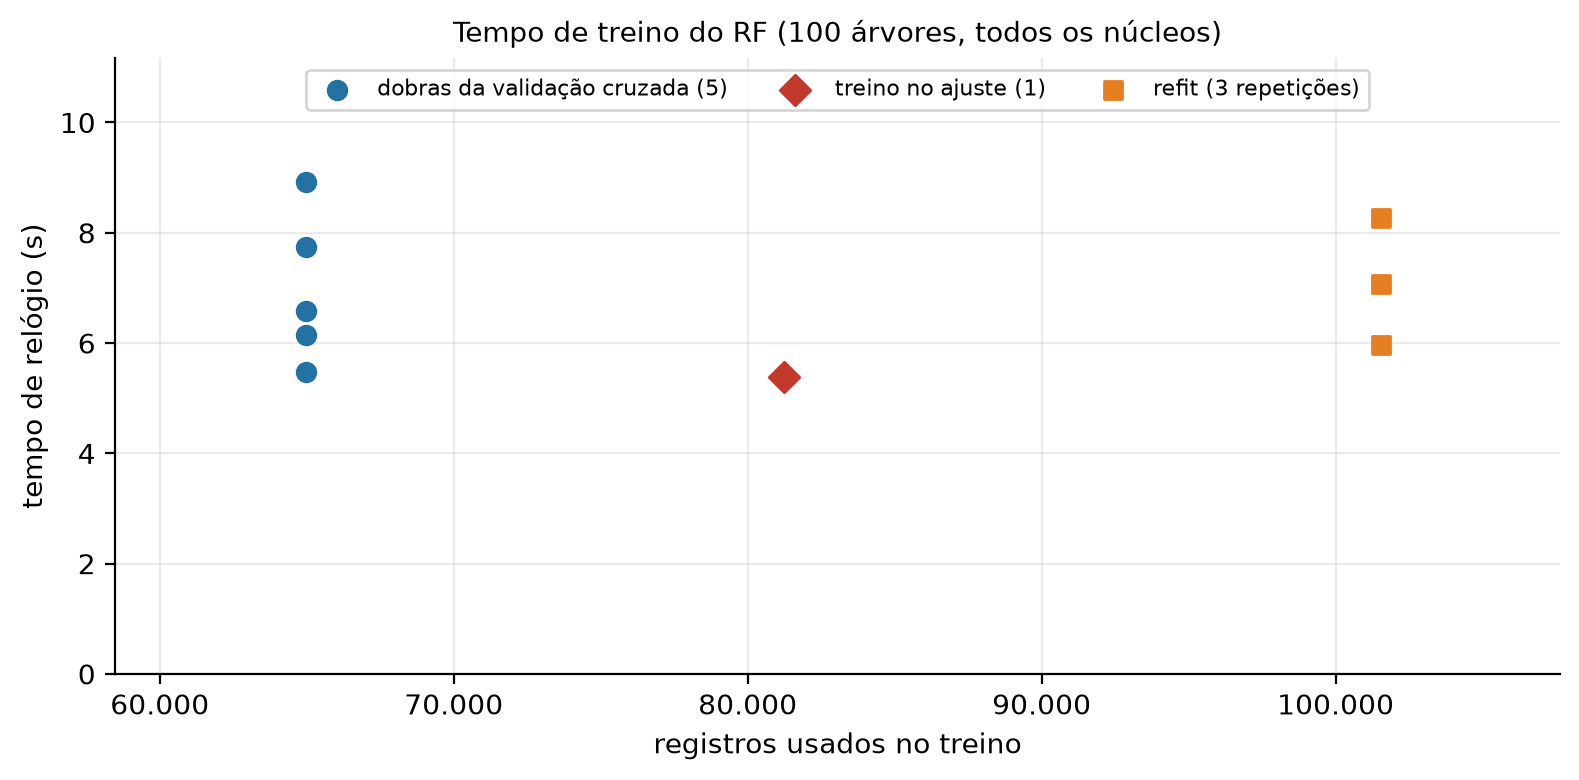 Tempo de treino do RF (100 árvores, todos os núcleos)
dobras da validação cruzada (5)
treino no ajuste (1)
refit (3 repetições)
tempo de relógio (s)
10
8
6
4
2
0
60.000
70.000
80.000
90.000
100.000
registros usados no treino